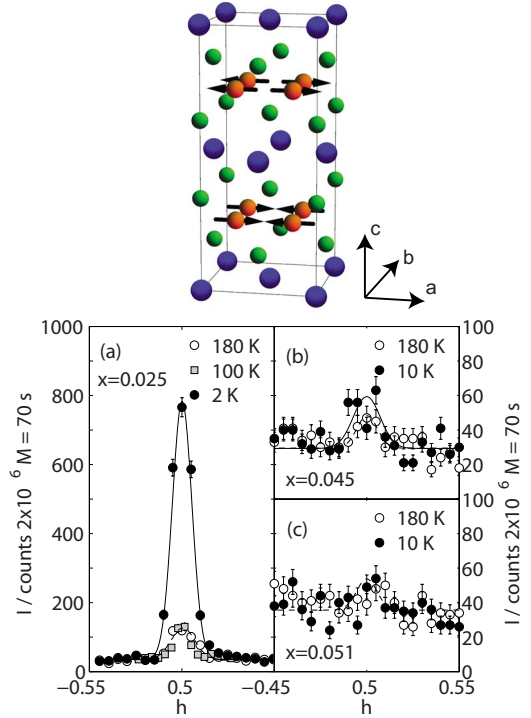 c
b
a
1000
800
600
400
200
0
I / counts 2x10 6 M = 70 s
(a)
x=0.025
180 K
100 K
2 K
−0.55
0.5
−0.45
h
(b)
180 K
10 K
x=0.045
100
80
60
40
20
0
I / counts 2x10 6 M = 70 s
(c)
180 K
10 K
x=0.051
100
80
60
40
20
0
0.5
0.55
h